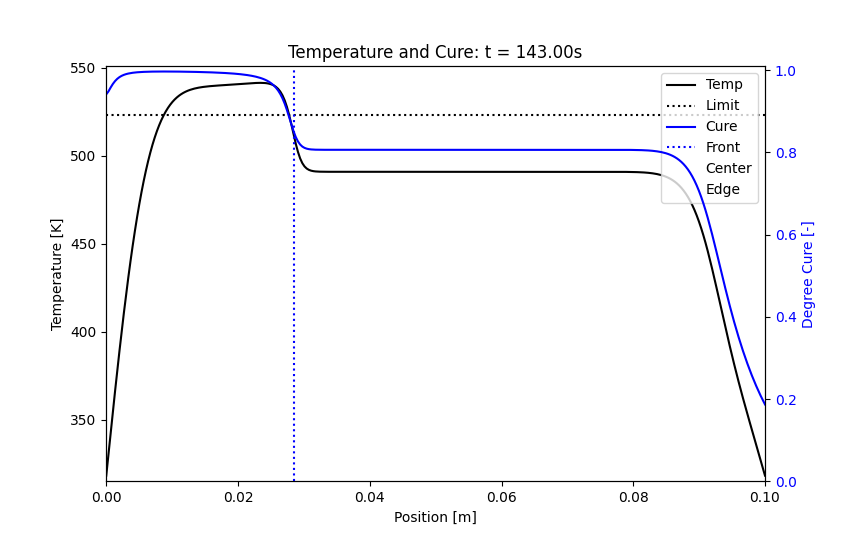 Temperature and Cure: t = 143.00s
550
500
450
400
350
Temperature [K]
0.00
0.02
0.04
0.06
0.08
0.10
Position [m]
1.0
0.8
0.6
0.4
0.2
0.0
Degree Cure [-]
Temp
Limit
Cure
Front
Center
Edge